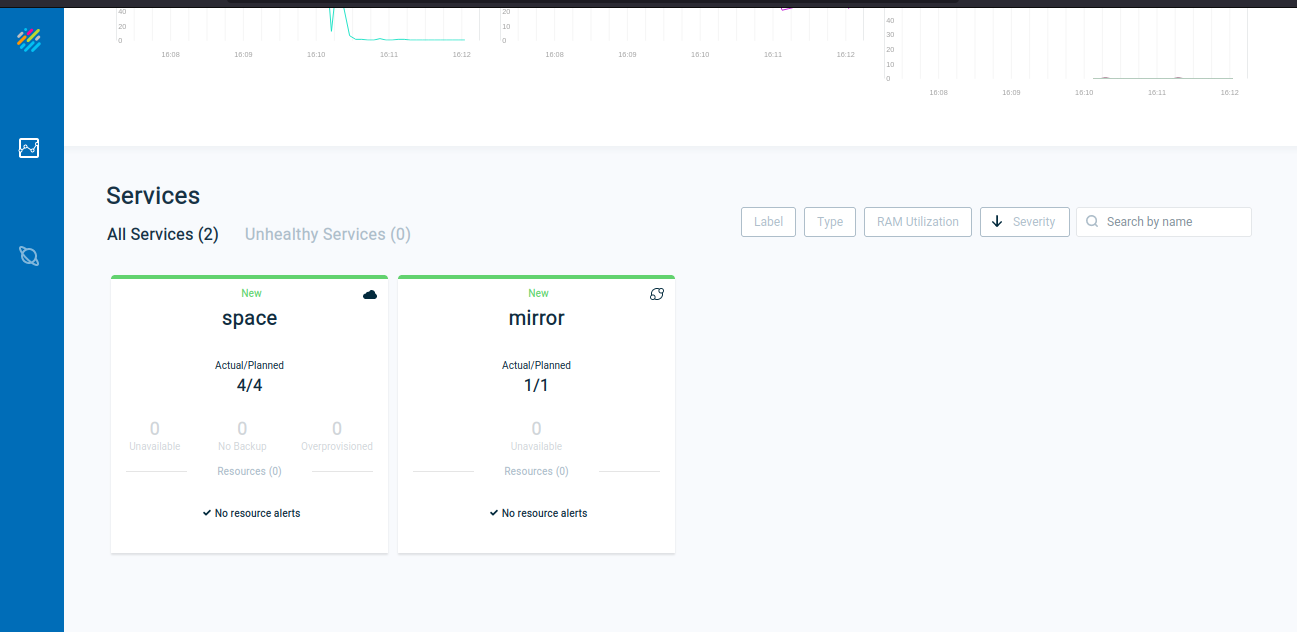 40
20
0
16:08 16:09 16:10 16:11 16:12
20
10
0
16:08 16:09 16:10 16:11 16:12
40
30
20
10
0
16:08 16:09 16:10 16:11 16:12
Services
All Services (2) Unhealthy Services (0)
Label Type RAM Utilization Severity Search by name
New
space
Actual/Planned
4/4
0 0 0
Unavailable No Backup Overprovisioned
Resources (0)
No resource alerts
New
mirror
Actual/Planned
1/1
0
Unavailable
Resources (0)
No resource alerts